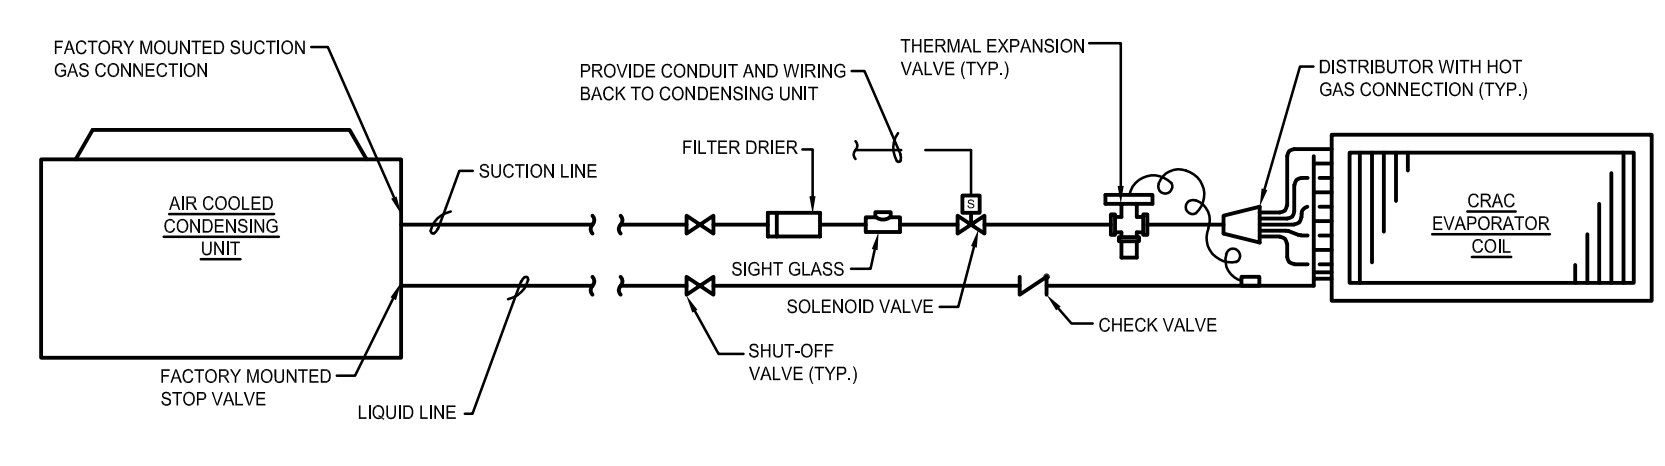 FACTORY MOUNTED SUCTION
GAS CONNECTION
AIR COOLED
CONDENSING
UNIT
SUCTION LINE
FACTORY MOUNTED
STOP VALVE
LIQUID LINE
PROVIDE CONDUIT AND WIRING
BACK TO CONDENSING UNIT
FILTER DRIER
SIGHT GLASS
S
SOLENOID VALVE
SHUT-OFF
VALVE (TYP.)
THERMAL EXPANSION
VALVE (TYP.)
CHECK VALVE
DISTRIBUTOR WITH HOT
GAS CONNECTION (TYP.)
CRAC
EVAPORATOR
COIL